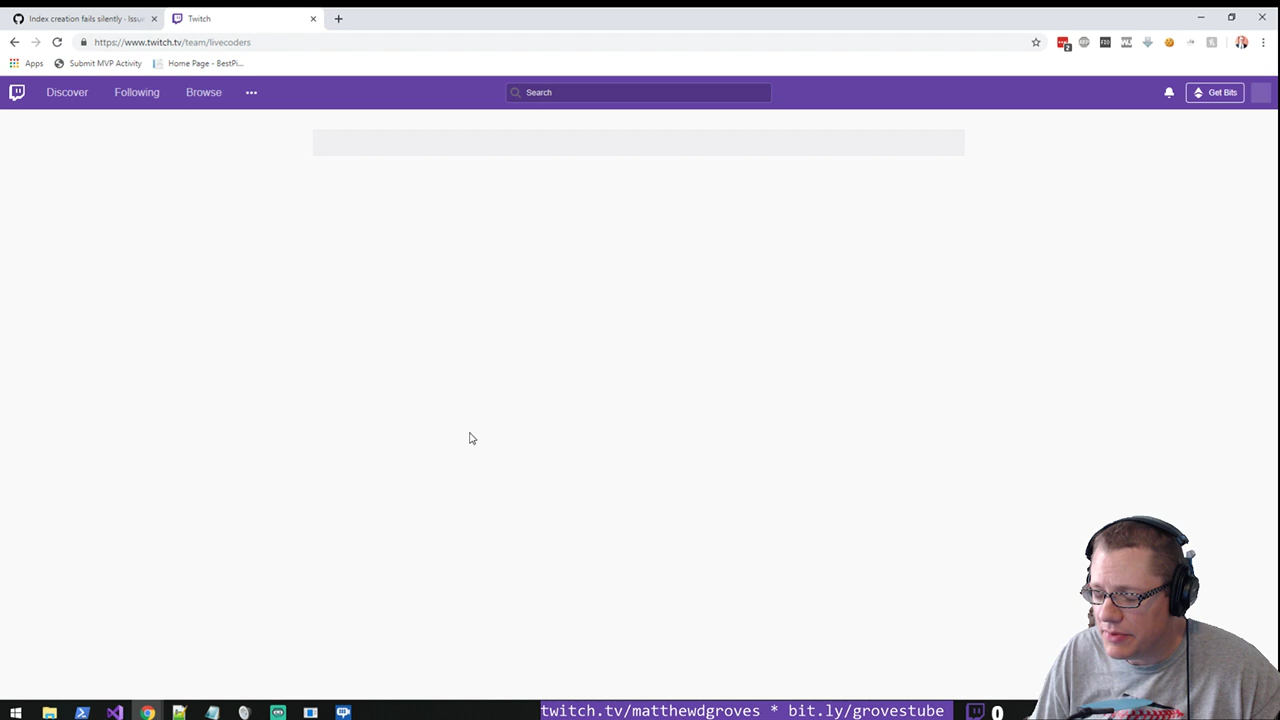 Index creation fails silently · Issu
Twitch
https://www.twitch.tv/team/livecoders
Apps
Submit MVP Activity
Home Page - BestPi...
Discover
Following
Browse
Search
Get Bits
twitch.tv/matthewdgroves * bit.ly/grovestube
0